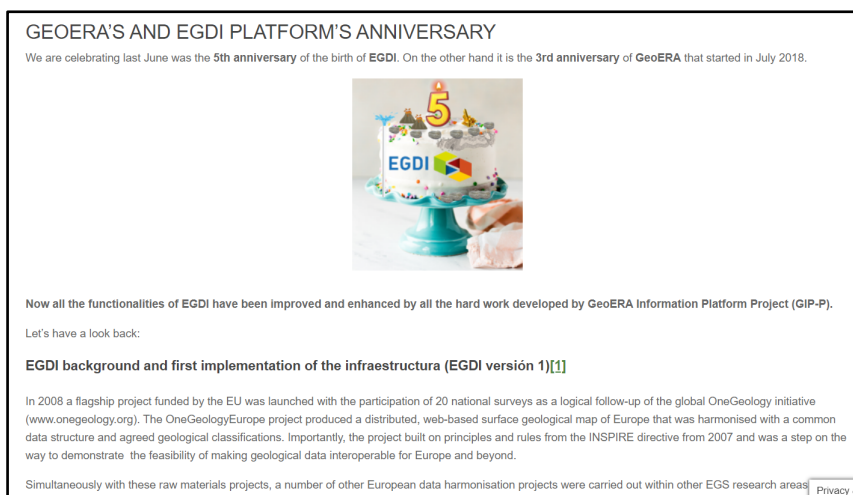 GEOERA'S AND EGDI PLATFORM'S ANNIVERSARY
We are celebrating last June was the 5th anniversary of the birth of EGDI. On the other hand it is the 3rd anniversary of GeoERA that started in July 2018.
5
EGDI
Now all the functionalities of EGDI have been improved and enhanced by all the hard work developed by GeoERA Information Platform Project (GIP-P).
Let's have a look back:
EGDI background and first implementation of the infraestructura (EGDI versión 1)[1]
In 2008 a flagship project funded by the EU was launched with the participation of 20 national surveys as a logical follow-up of the global OneGeology initiative
(www.onegeology.org). The OneGeologyEurope project produced a distributed, web-based surface geological map of Europe that was harmonised with a common
data structure and agreed geological classifications. Importantly, the project built on principles and rules from the INSPIRE directive from 2007 and was a step on the
way to demonstrate the feasibility of making geological data interoperable for Europe and beyond.
Simultaneously with these raw materials projects, a number of other European data harmonisation projects were carried out within other EGS research areas
Privacy